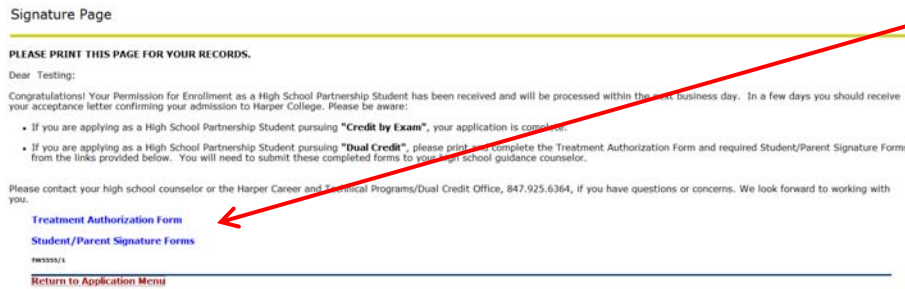 Signature Page
PLEASE PRINT THIS PAGE FOR YOUR RECORDS.
Dear Testing:
Congratulations! Your Permission for Enrollment as a High School Partnership Student has been received and will be processed within the next business day. In a few days you should receive
your acceptance letter confirming your admission to Harper College. Please be aware:
• If you are applying as a High School Partnership Student pursuing "Credit by Exam", your application is complete.
• If you are applying as a High School Partnership Student pursuing "Dual Credit", please print and complete the Treatment Authorization Form and required Student/Parent Signature Forms
from the links provided below. You will need to submit these completed forms to your high school guidance counselor.
Please contact your high school counselor or the Harper Career and Technical Programs/Dual Credit Office, 847.925.6364, if you have questions or concerns. We look forward to working with
you.
Treatment Authorization Form
Student/Parent Signature Forms
TW5555/1
Return to Application Menu